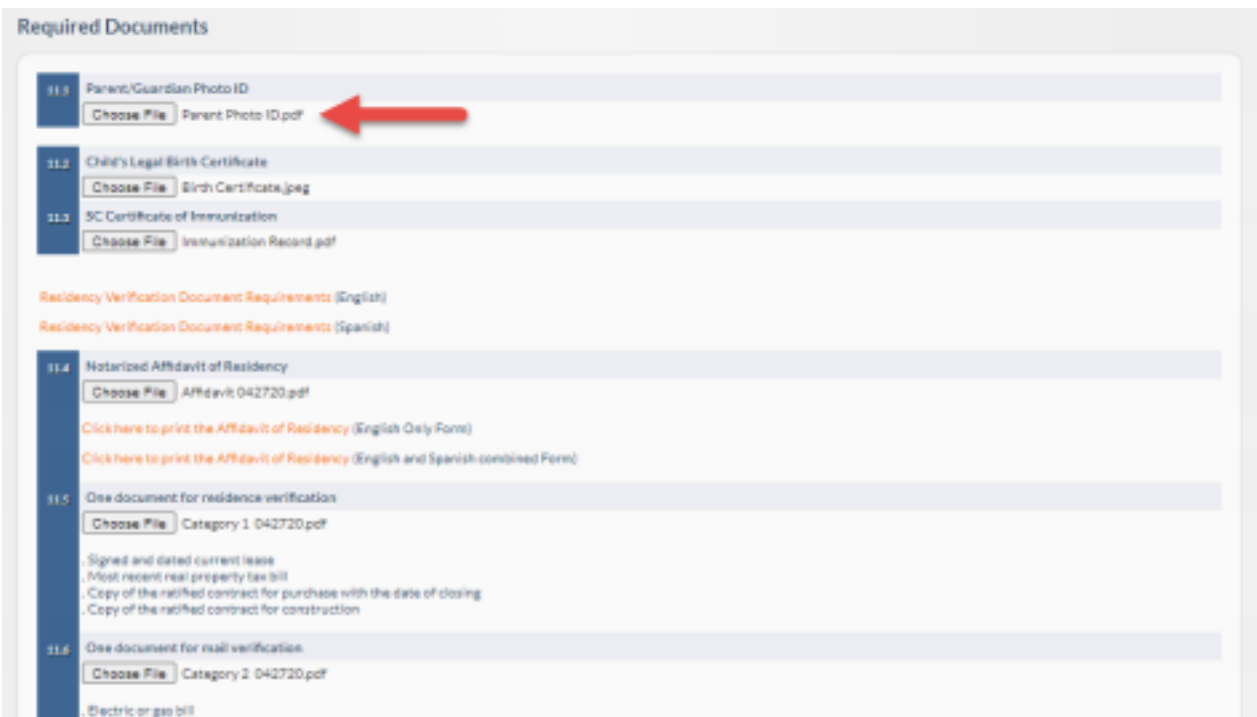 Required Documents
11.1 Parent/Guardian Photo ID
Choose File Parent Photo ID.pdf
11.2 Child's Legal Birth Certificate
Choose File Birth Certificate.jpeg
11.3 SC Certificate of Immunization
Choose File Immunization Record.pdf
Residency Verification Document Requirements (English)
Residency Verification Document Requirements (Spanish)
11.4 Notarized Affidavit of Residency
Choose File Affidavit 042720.pdf
Click here to print the Affidavit of Residency (English Only Form)
Click here to print the Affidavit of Residency (English and Spanish combined Form)
11.5 One document for residence verification
Choose File Category 1 042720.pdf
. Signed and dated current lease
. Most recent real property tax bill
. Copy of the ratified contract for purchase with the date of closing
. Copy of the ratified contract for construction
11.6 One document for mail verification
Choose File Category 2 042720.pdf
. Electric or gas bill